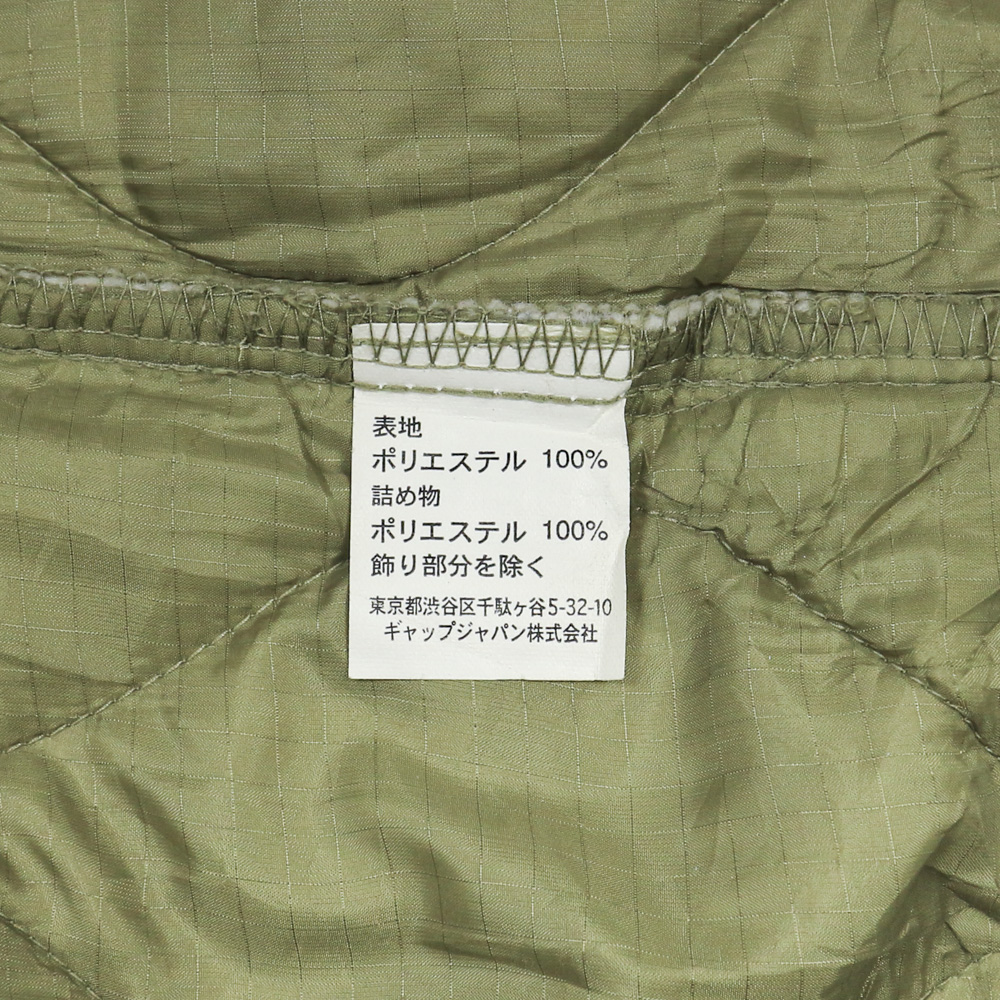 表地
ポリエステル 100%
詰め物
ポリエステル 100%
飾り部分を除く
東京都渋谷区千駄ヶ谷5-32-10
ギャップジャパン株式会社